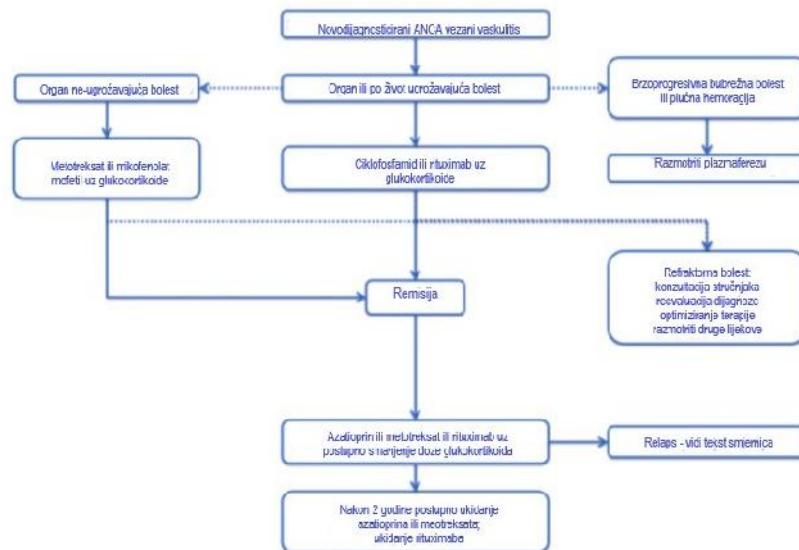 Novodijagnosticirani ANCA vezani vaskulitis
Organ ne-ugrožavajuća bolest
Organ ili po život ugrožavajuća bolest
Brzoprogresivna bubrežna bolest
ili plućna hemoragija
Metotreksat ili mikofenolat
mofetil uz glukokortikoide
Ciklofosfamid ili rituximab uz
glukokortikoide
Razmotriti plazmaferezu
Refraktorna bolest:
konzultacija stručnjaka
reevaluacija dijagnoze
optimiziranje terapije
razmotriti druge lijekove
Remisija
Azatioprin ili metotreksat ili rituximab uz
postupno smanjenje doze glukokortikoida
Relaps - vidi tekst smjernica
Nakon 2 godine postupno ukidanje
azatioprina ili meotreksata;
ukidanje rituximaba